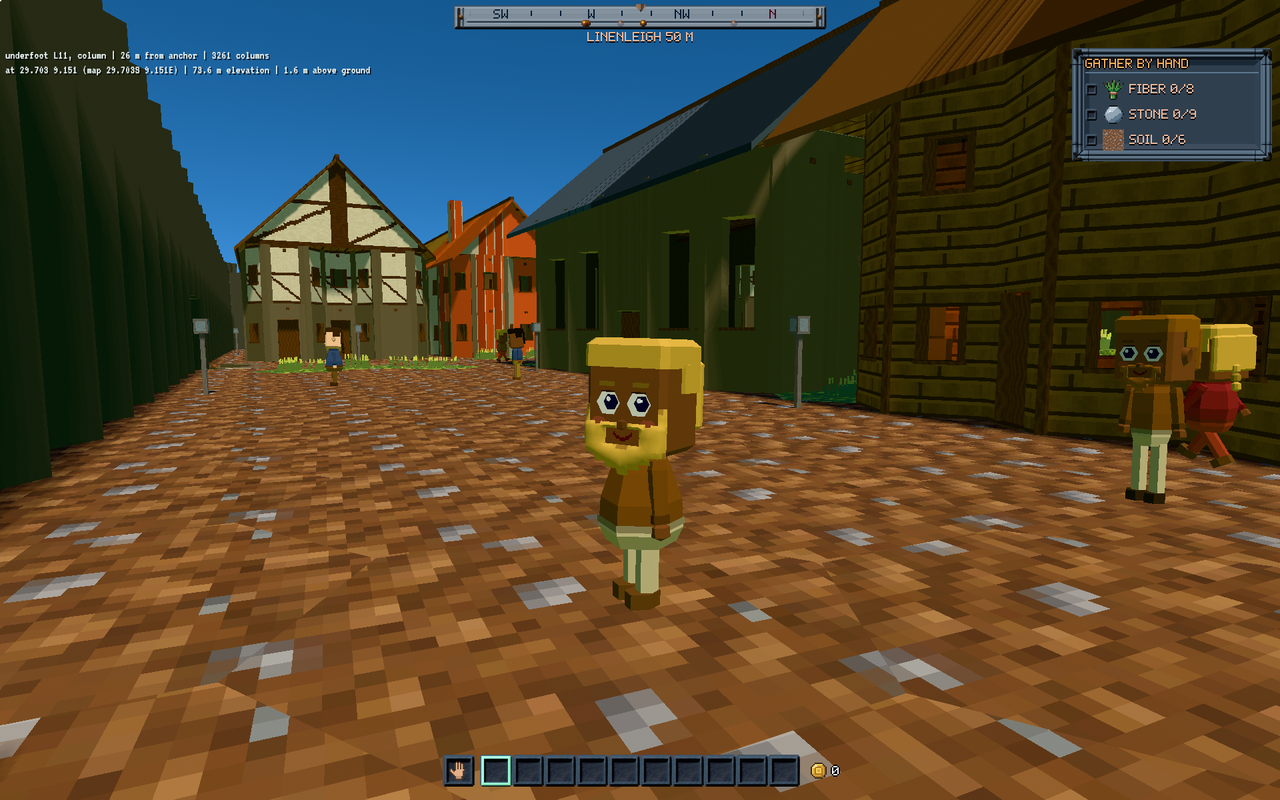 SW W NW N
LINENLEIGH 50 M
underfoot L11, column | 26 m from anchor | 3261 columns
at 29.703 9.151 (map 29.703S 9.151E) | 73.6 m elevation | 1.6 m above ground
GATHER BY HAND
FIBER 0/8
STONE 0/9
SOIL 0/6
0